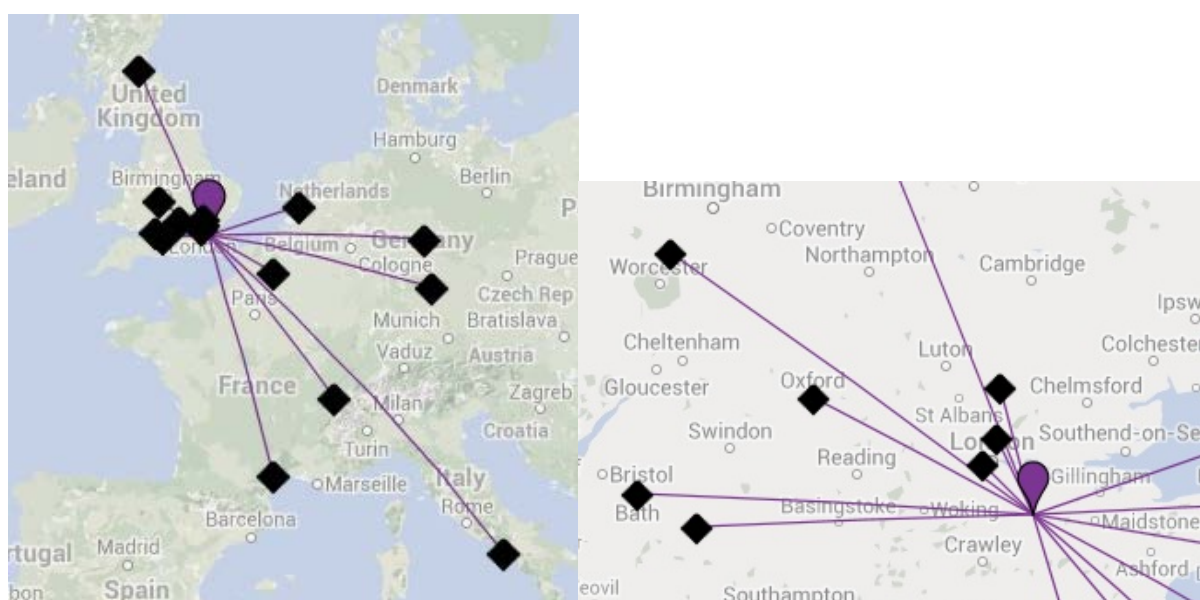 Denmark
United
Kingdom
Hamburg
eland
Birmingham
Berlin
Netherlands
P
London
Belgium
Germany
Cologne
Prague
Paris
Czech Rep
Munich
Bratislava
Vaduz
Austria
France
Zagreb
Milan
Croatia
Turin
Italy
Marseille
Rome
Barcelona
Madrid
rtugal
Spain
bon
Birmingham
Coventry
Northampton
Cambridge
Worcester
Ipsw
Cheltenham
Luton
Colchester
Gloucester
Oxford
Chelmsford
St Albans
Swindon
London
Southend-on-Se
Reading
Bristol
Gillingham
Bath
Basingstoke
Woking
Maidstone
Crawley
Ashford
eovil
Southampton